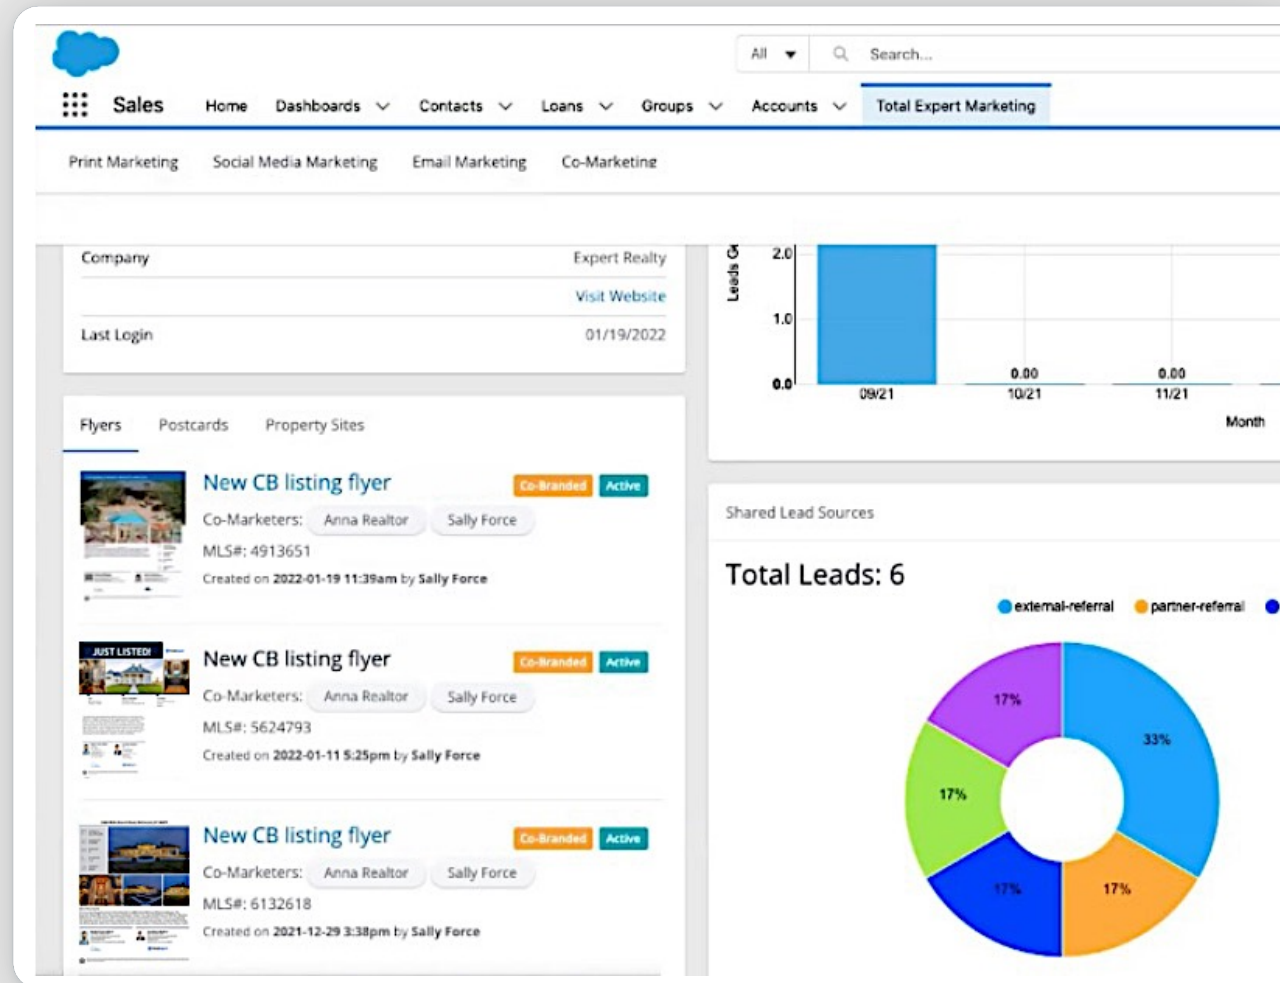 All
Search...
Sales Home Dashboards Contacts Loans Groups Accounts Total Expert Marketing
Print Marketing Social Media Marketing Email Marketing Co-Marketing
Company Expert Realty
Visit Website
Last Login 01/19/2022
Flyers Postcards Property Sites
New CB listing flyer Co-Branded Active
Co-Marketers: Anna Realtor Sally Force
MLS#: 4913651
Created on 2022-01-19 11:39am by Sally Force
JUST LISTED!
New CB listing flyer Co-Branded Active
Co-Marketers: Anna Realtor Sally Force
MLS#: 5624793
Created on 2022-01-11 5:25pm by Sally Force
New CB listing flyer Co-Branded Active
Co-Marketers: Anna Realtor Sally Force
MLS#: 6132618
Created on 2021-12-29 3:38pm by Sally Force
Leads
2.0
1.0
0.0
0.00 0.00
09/21 10/21 11/21
Month
Shared Lead Sources
Total Leads: 6
external-referral partner-referral
17%
33%
17%
17%
17%